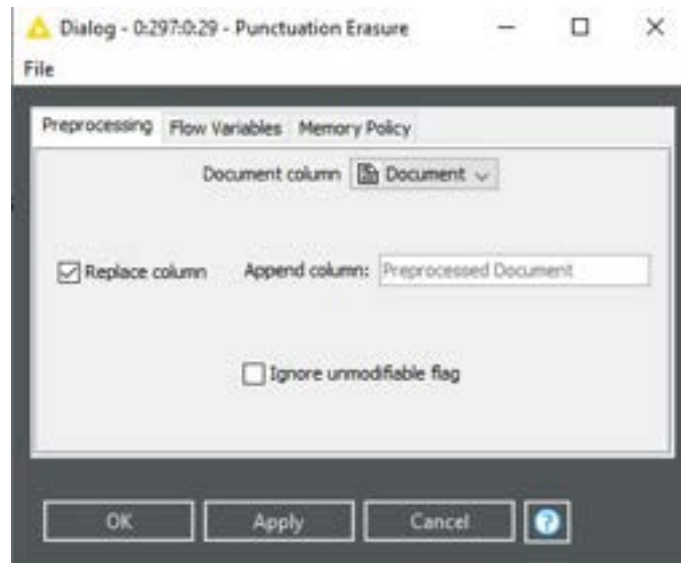 Dialog - 0:297:0:29 - Punctuation Erasure
File
Preprocessing Flow Variables Memory Policy
Document column Document
Replace column Append column: Preprocessed Document
Ignore unmodifiable flag
OK Apply Cancel ?